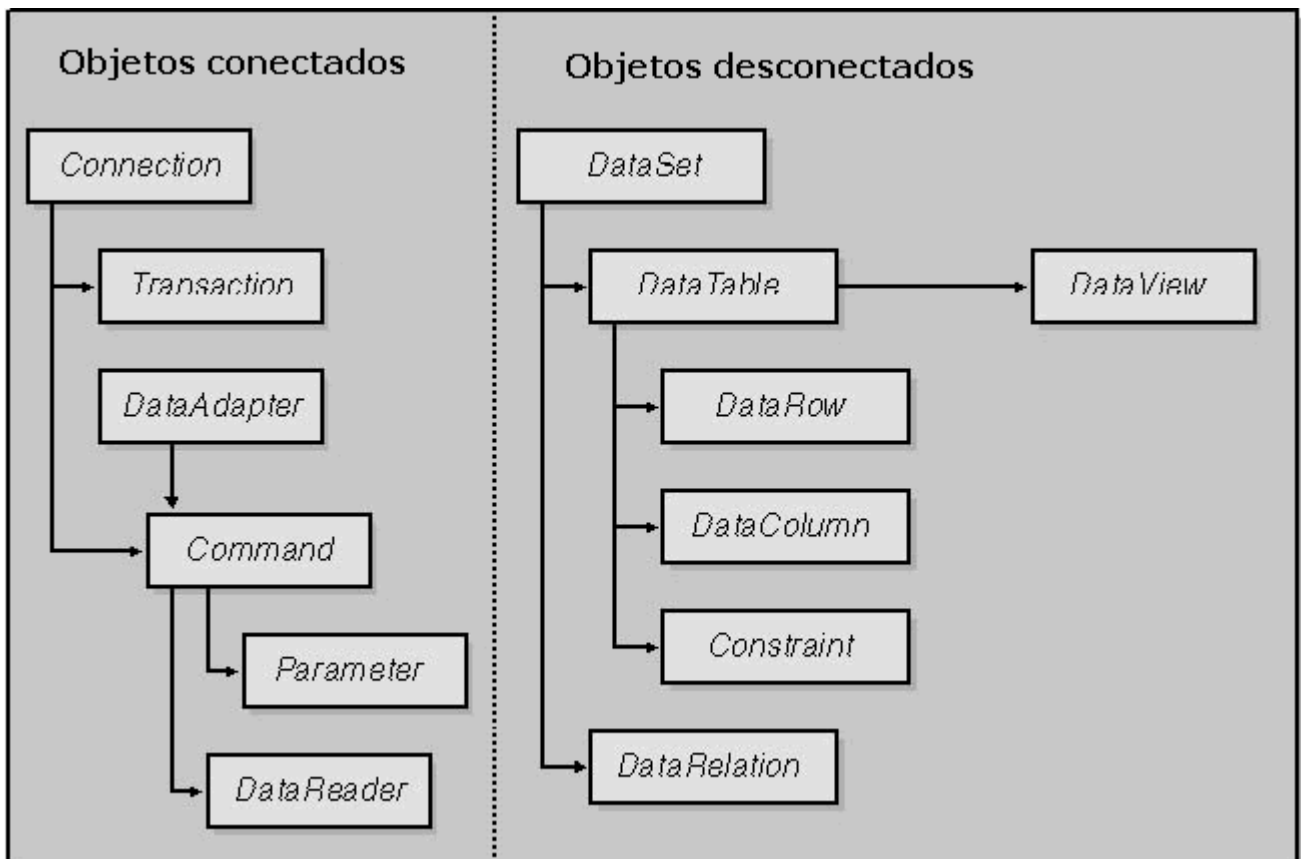 Objetos conectados
Connection
Transaction
DataAdapter
Command
Parameter
DataReader
Objetos desconectados
DataSet
DataTable
DataView
DataRow
DataColumn
Constraint
DataRelation